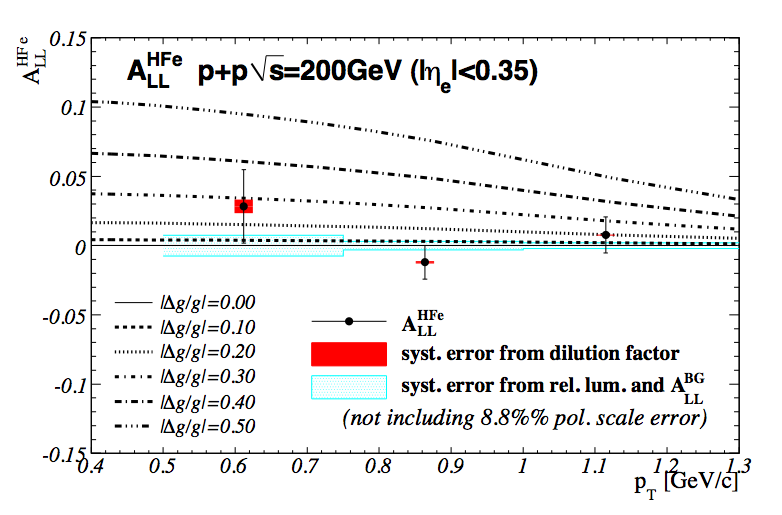 A_LL^HFe p+p√s=200GeV (|η_e|<0.35)
A_LL^HFe
0.15
0.1
0.05
0
-0.05
-0.1
-0.15
|Δg/g|=0.00
|Δg/g|=0.10
|Δg/g|=0.20
|Δg/g|=0.30
|Δg/g|=0.40
|Δg/g|=0.50
A_LL^HFe
syst. error from dilution factor
syst. error from rel. lum. and A_LL^BG
(not including 8.8%% pol. scale error)
0.4 0.5 0.6 0.7 0.8 0.9 1 1.1 1.2 1.3
p_T [GeV/c]